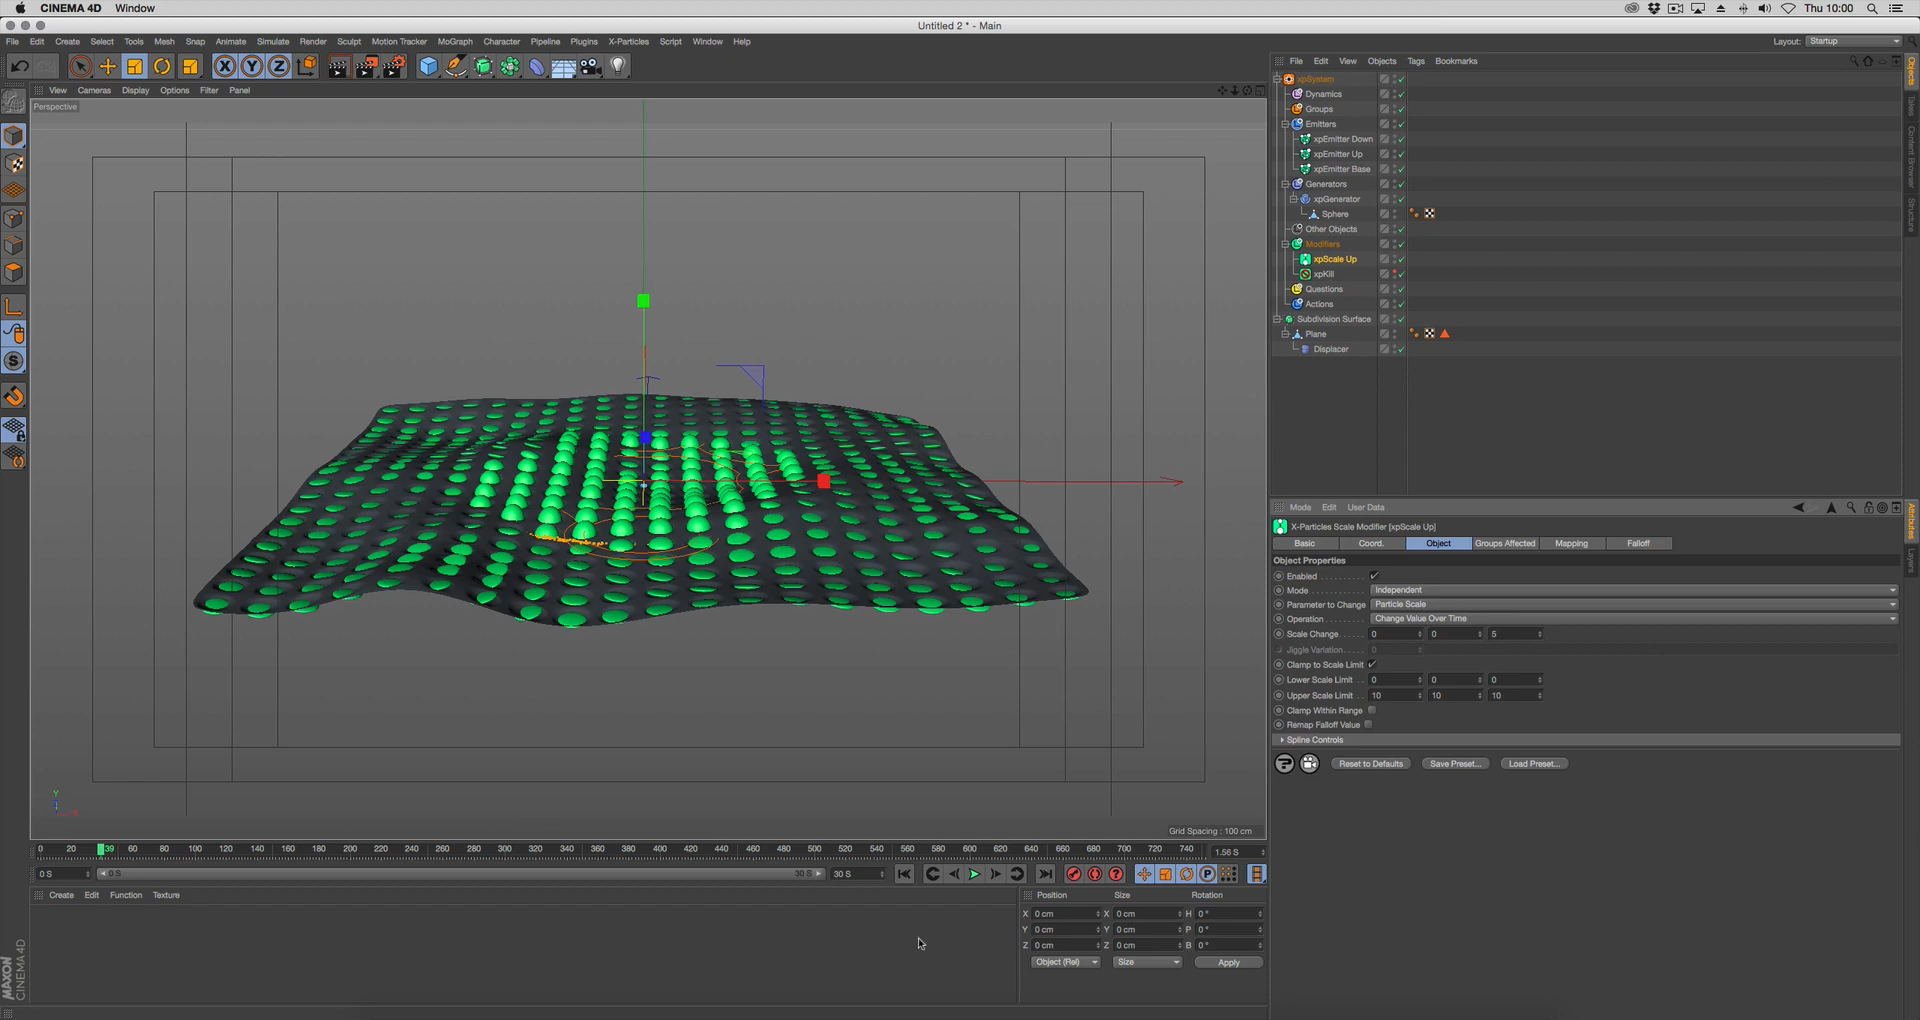 CINEMA 4D Window Thu 10:00
Untitled 2 * - Main
File Edit Create Select Tools Mesh Snap Animate Simulate Render Sculpt Motion Tracker MoGraph Character Pipeline Plugins X-Particles Script Window Help Layout: Startup
X Y Z
View Cameras Display Options Filter Panel
Perspective
File Edit View Objects Tags Bookmarks
xpSystem
Dynamics
Groups
Emitters
xpEmitter Down
xpEmitter Up
xpEmitter Base
Generators
xpGenerator
Sphere
Other Objects
Modifiers
xpScale Up
xpKill
Questions
Actions
Subdivision Surface
Plane
Displacer
Objects
Takes
Content Browser
Structure
Mode Edit User Data
X-Particles Scale Modifier [xpScale Up]
Basic Coord. Object Groups Affected Mapping Falloff
Object Properties
Enabled
Mode Independent
Parameter to Change Particle Scale
Operation Change Value Over Time
Scale Change 0 0 5
Jiggle Variation 0
Clamp to Scale Limit
Lower Scale Limit 0 0 0
Upper Scale Limit 10 10 10
Clamp Within Range
Remap Falloff Value
Spline Controls
Reset to Defaults Save Preset... Load Preset...
Attributes
Layers
Y
X
Grid Spacing : 100 cm
0 20 39 60 80 100 120 140 160 180 200 220 240 260 280 300 320 340 360 380 400 420 440 460 480 500 520 540 560 580 600 620 640 660 680 700 720 740 1.56 S
0 S 0 S 30 S 30 S
P
Create Edit Function Texture
Position Size Rotation
X 0 cm X 0 cm H 0 °
Y 0 cm Y 0 cm P 0 °
Z 0 cm Z 0 cm B 0 °
Object (Rel) Size Apply
MAXON
CINEMA 4D